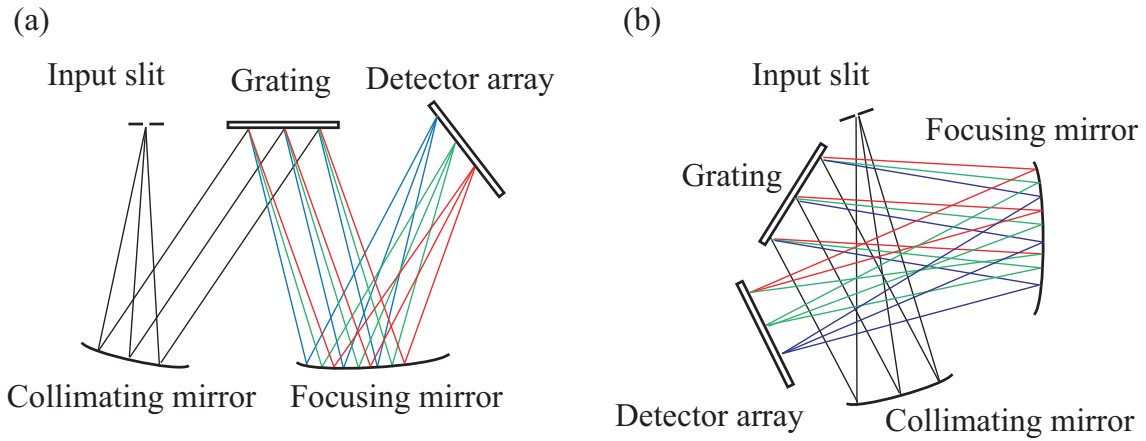 (a)
Input slit
Grating
Detector array
Collimating mirror
Focusing mirror
(b)
Input slit
Focusing mirror
Grating
Detector array
Collimating mirror